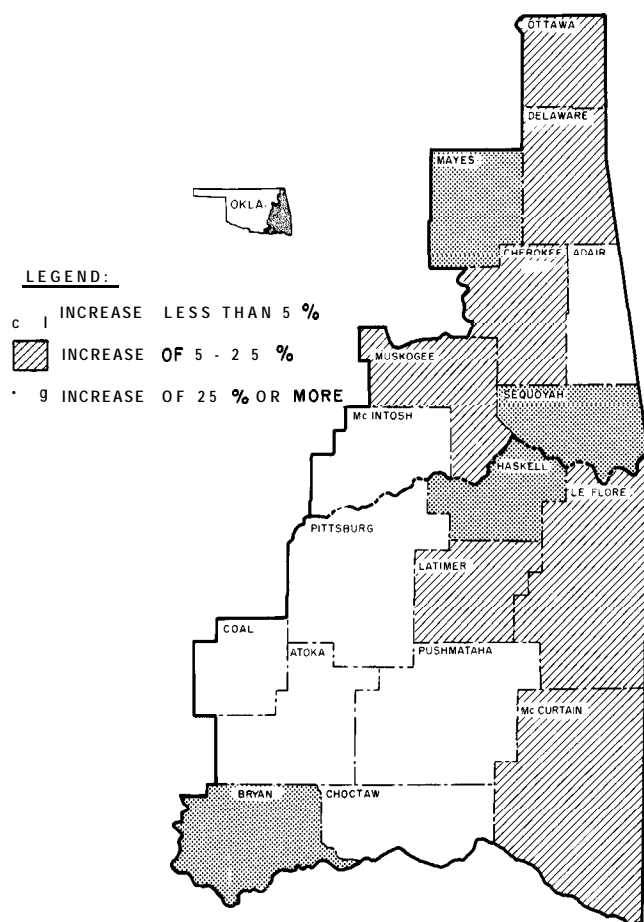 OTTAWA
DELAWARE
MAYES
OKLA.
CHEROKEE ADAIR
LEGEND:
c I INCREASE LESS THAN 5 %
INCREASE OF 5 - 25 %
• g INCREASE OF 25 % OR MORE
MUSKOGEE
SEQUOYAH
Mc INTOSH
HASKELL
LE FLORE
PITTSBURG
LATIMER
COAL
ATOKA
PUSHMATAHA
Mc CURTAIN
BRYAN
CHOCTAW